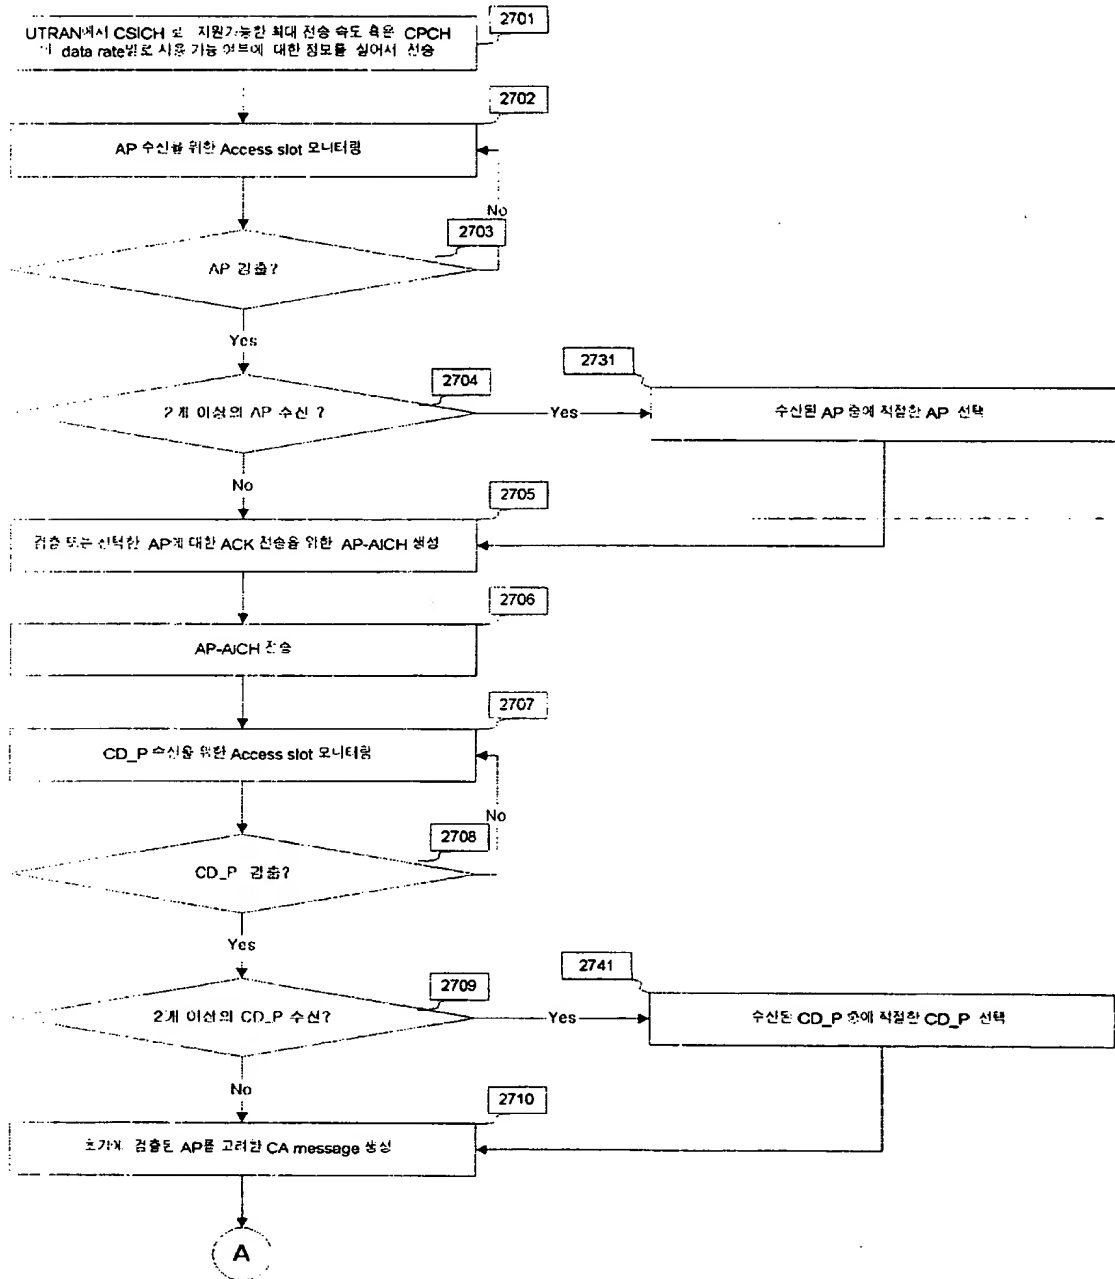 2701
UTRAN에서 CSICH 로 지원가능한 최대 전송 속도 혹은 CPCH
의 data rate별로 사용 가능 여부에 대한 정보를 실어서 전송
2702
AP 수신을 위한 Access slot 모니터링
No
2703
AP 검출?
Yes
2704
2개 이상의 AP 수신 ?
Yes
2731
수신된 AP 중에 적절한 AP 선택
No
2705
검출 또는 선택한 AP에 대한 ACK 전송을 위한 AP-AICH 생성
2706
AP-AICH 전송
2707
CD_P 수신을 위한 Access slot 모니터링
No
2708
CD_P 검출?
Yes
2709
2개 이상의 CD_P 수신?
Yes
2741
수신된 CD_P 중에 적절한 CD_P 선택
No
2710
초기에 검출된 AP를 고려한 CA message 생성
A